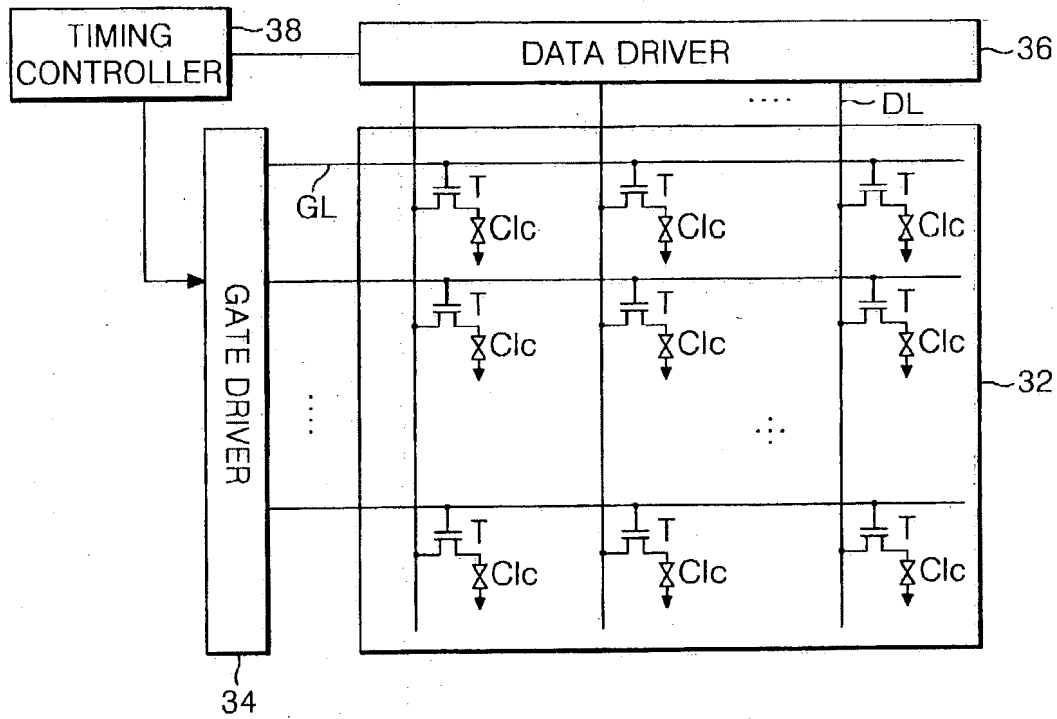 TIMING
CONTROLLER
38
DATA DRIVER
36
DL
GL
T
Clc
T
Clc
T
Clc
GATE DRIVER
T
Clc
T
Clc
T
Clc
32
T
Clc
T
Clc
T
Clc
34